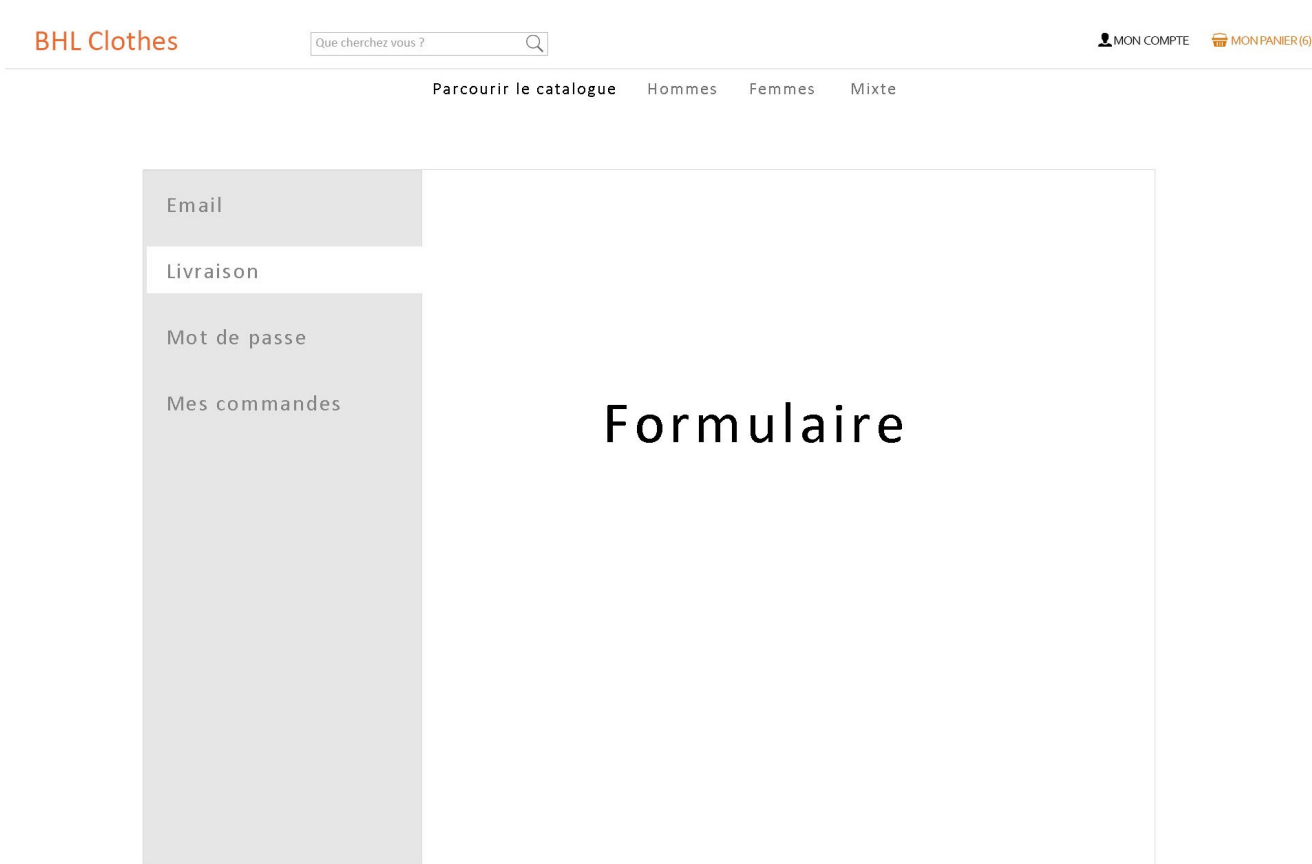 BHL Clothes
Que cherchez vous ?
MON COMPTE
MON PANIER (6)
Parcourir le catalogue
Hommes
Femmes
Mixte
Email
Livraison
Mot de passe
Mes commandes
Formulaire